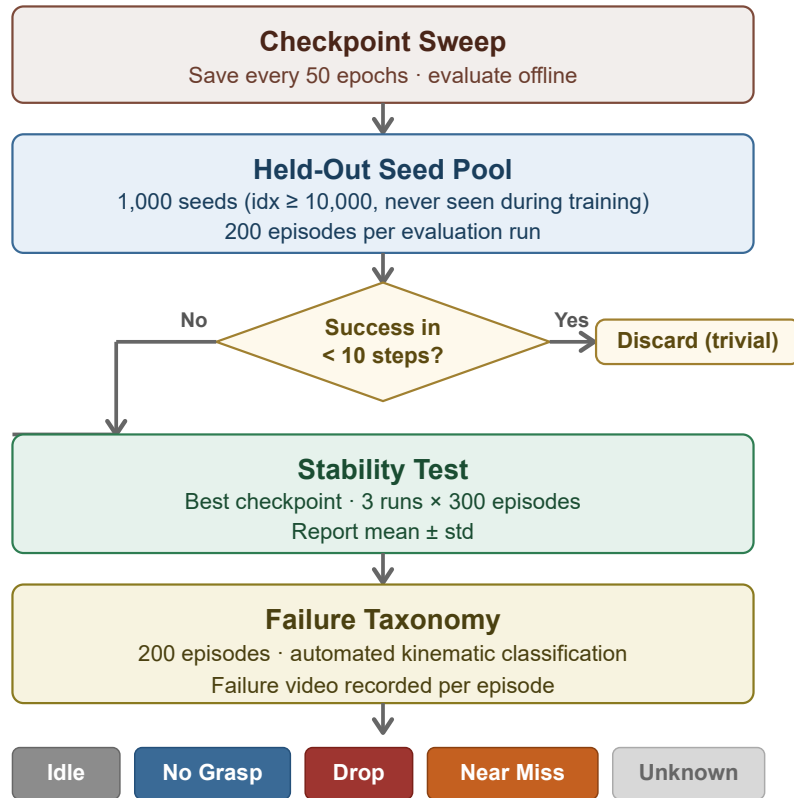 Checkpoint Sweep
Save every 50 epochs · evaluate offline
Held-Out Seed Pool
1,000 seeds (idx ≥ 10,000, never seen during training)
200 episodes per evaluation run
No
Success in
< 10 steps?
Yes
Discard (trivial)
Stability Test
Best checkpoint · 3 runs × 300 episodes
Report mean ± std
Failure Taxonomy
200 episodes · automated kinematic classification
Failure video recorded per episode
Idle
No Grasp
Drop
Near Miss
Unknown